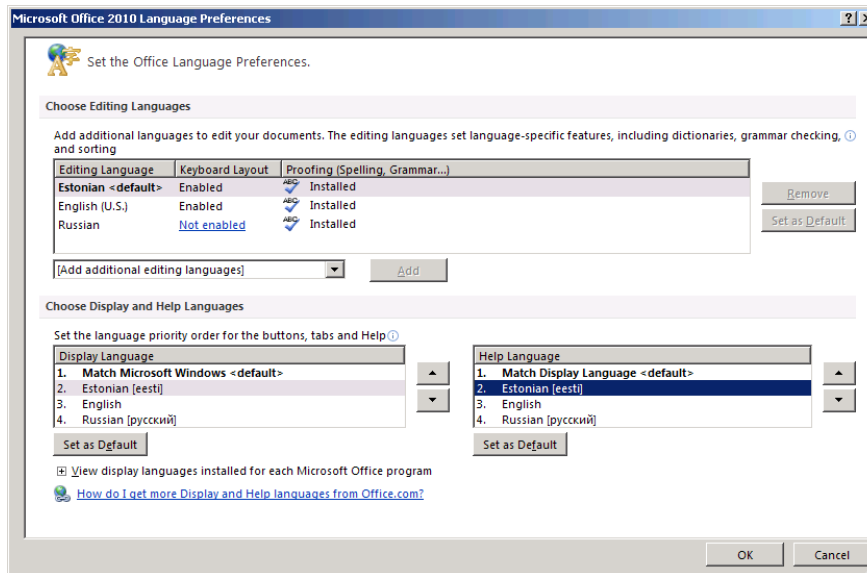 Microsoft Office 2010 Language Preferences
Set the Office Language Preferences.
Choose Editing Languages
Add additional languages to edit your documents. The editing languages set language-specific features, including dictionaries, grammar checking,
and sorting
Editing Language Keyboard Layout Proofing (Spelling, Grammar...)
Estonian <default> Enabled ABC Installed
English (U.S.) Enabled ABC Installed
Russian Not enabled ABC Installed
Remove
Set as Default
[Add additional editing languages] Add
Choose Display and Help Languages
Set the language priority order for the buttons, tabs and Help
Display Language
1. Match Microsoft Windows <default>
2. Estonian [eesti]
3. English
4. Russian [русский]
Set as Default
Help Language
1. Match Display Language <default>
2. Estonian [eesti]
3. English
4. Russian [русский]
Set as Default
View display languages installed for each Microsoft Office program
How do I get more Display and Help languages from Office.com?
OK Cancel